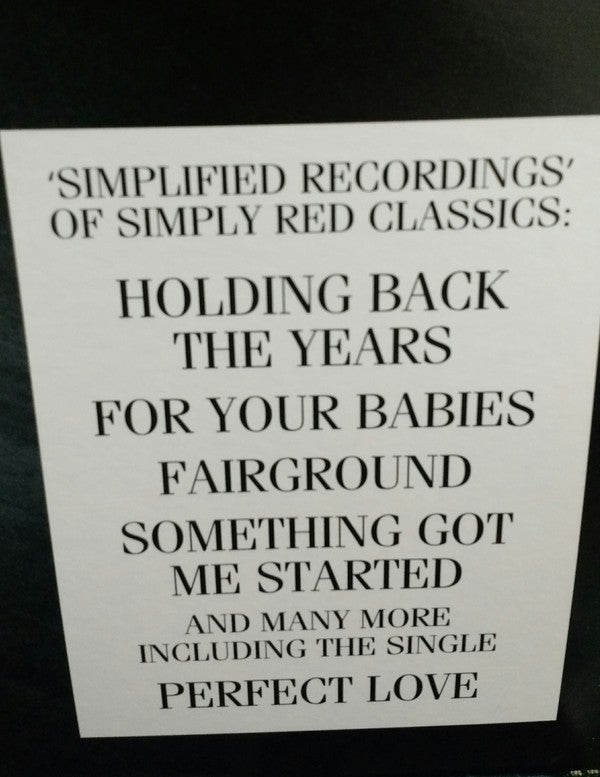 'SIMPLIFIED RECORDINGS'
OF SIMPLY RED CLASSICS:
HOLDING BACK
THE YEARS
FOR YOUR BABIES
FAIRGROUND
SOMETHING GOT
ME STARTED
AND MANY MORE
INCLUDING THE SINGLE
PERFECT LOVE